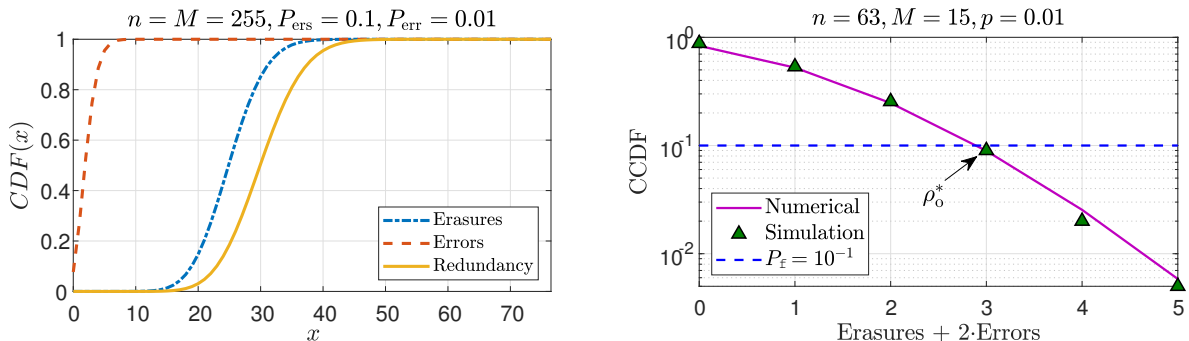 n = M = 255, P_ers = 0.1, P_err = 0.01
CDF(x)
1
0.8
0.6
0.4
0.2
0
0 10 20 30 40 50 60 70
x
Erasures
Errors
Redundancy
n = 63, M = 15, p = 0.01
CCDF
10^0
10^-1
10^-2
ρ_o^*
Numerical
Simulation
P_f = 10^-1
0 1 2 3 4 5
Erasures + 2·Errors